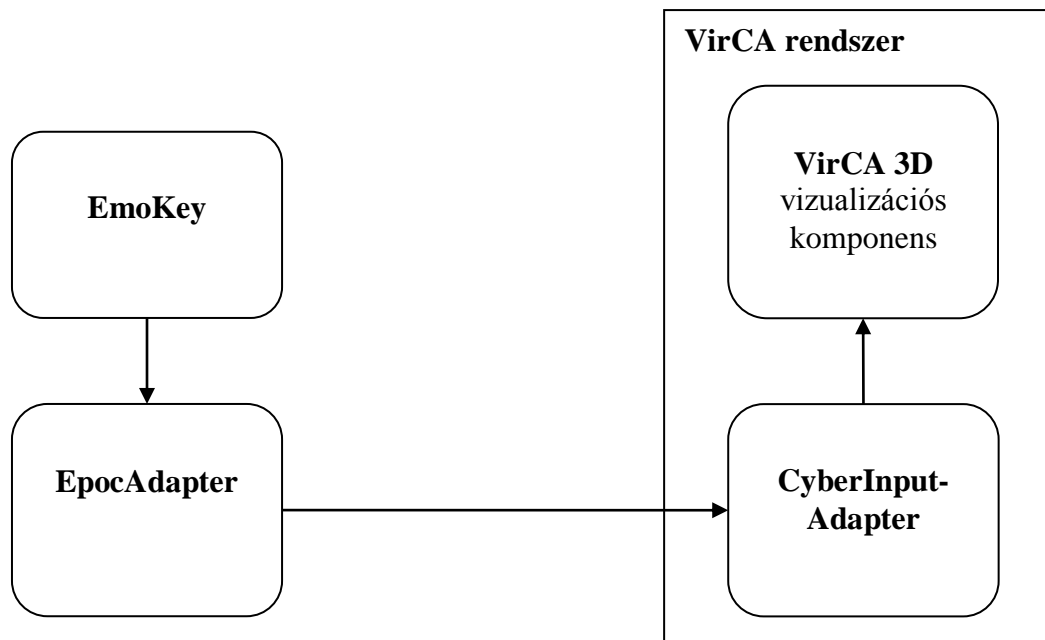 VirCA rendszer
EmoKey
VirCA 3D
vizualizációs
komponens
EpocAdapter
CyberInput-
Adapter